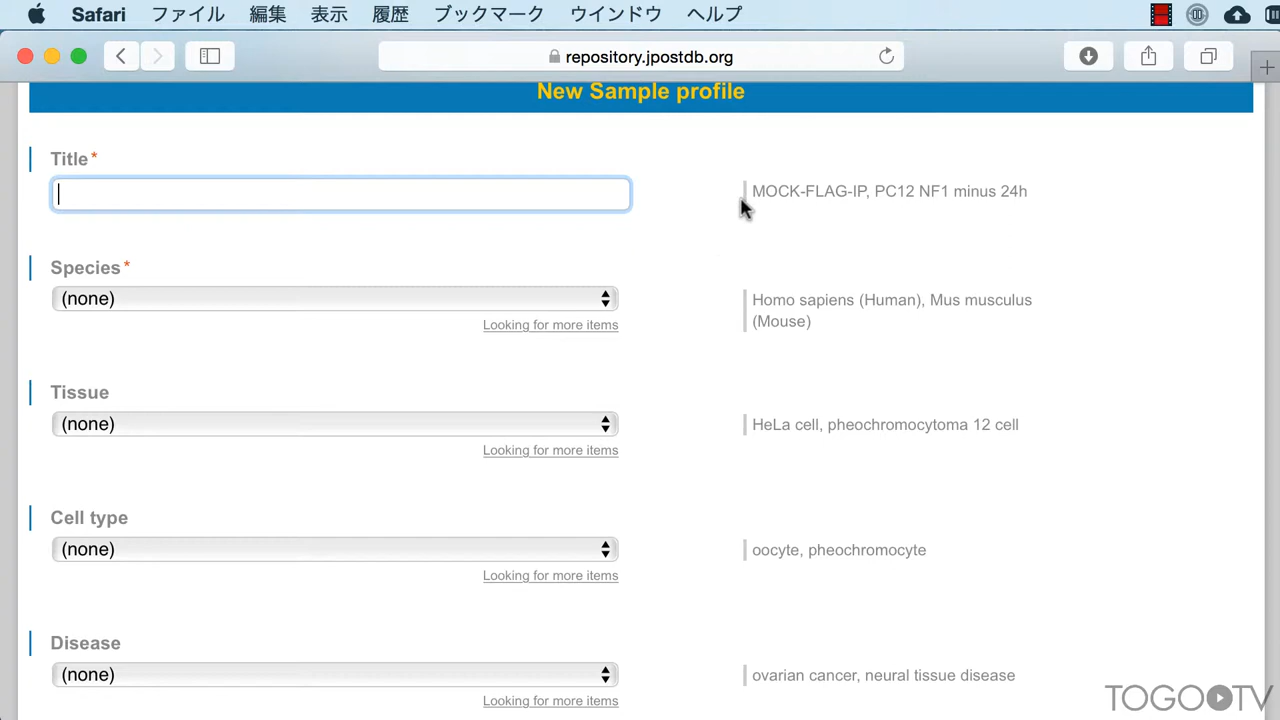 Safari ファイル 編集 表示 履歴 ブックマーク ウインドウ ヘルプ
repository.jpostdb.org
New Sample profile
Title*
MOCK-FLAG-IP, PC12 NF1 minus 24h
Species*
(none)
Looking for more items
Homo sapiens (Human), Mus musculus
(Mouse)
Tissue
(none)
Looking for more items
HeLa cell, pheochromocytoma 12 cell
Cell type
(none)
Looking for more items
oocyte, pheochromocyte
Disease
(none)
Looking for more items
ovarian cancer, neural tissue disease
TOGO TV